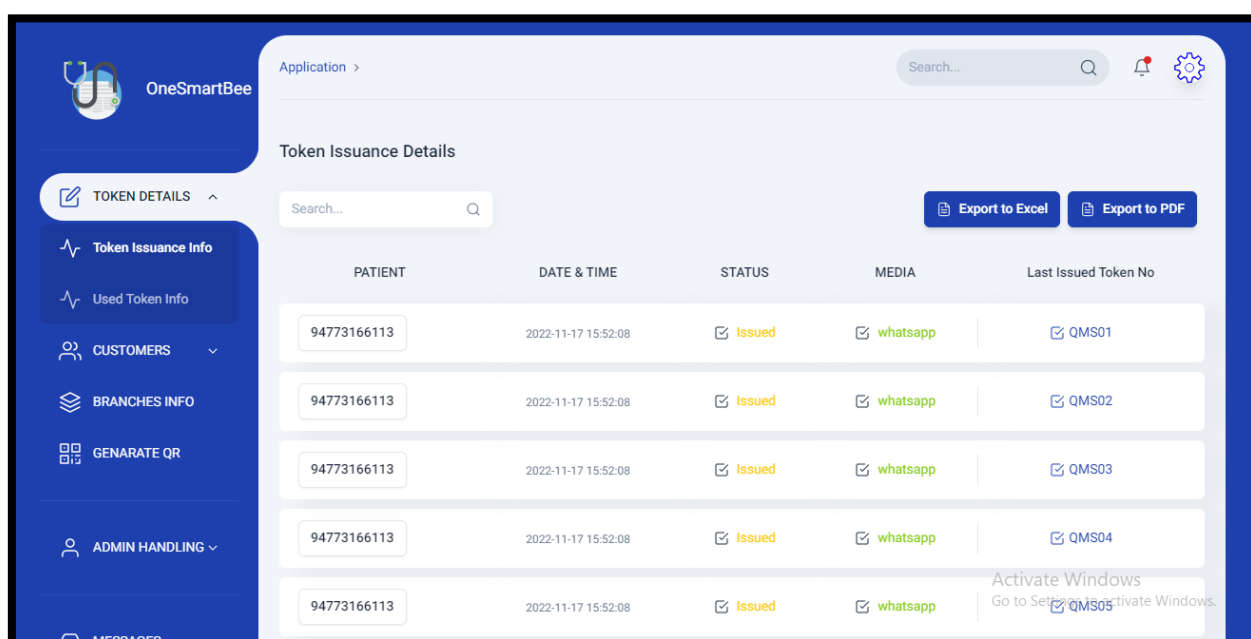 OneSmartBee
Application >
Search...
Token Issuance Details
TOKEN DETAILS
Search...
Export to Excel
Export to PDF
Token Issuance Info
Used Token Info
CUSTOMERS
BRANCHES INFO
GENARATE QR
ADMIN HANDLING
MESSAGES
PATIENT DATE & TIME STATUS MEDIA Last Issued Token No
94773166113 2022-11-17 15:52:08 Issued whatsapp QMS01
94773166113 2022-11-17 15:52:08 Issued whatsapp QMS02
94773166113 2022-11-17 15:52:08 Issued whatsapp QMS03
94773166113 2022-11-17 15:52:08 Issued whatsapp QMS04
94773166113 2022-11-17 15:52:08 Issued whatsapp QMS05
Activate Windows
Go to Settings to activate Windows.